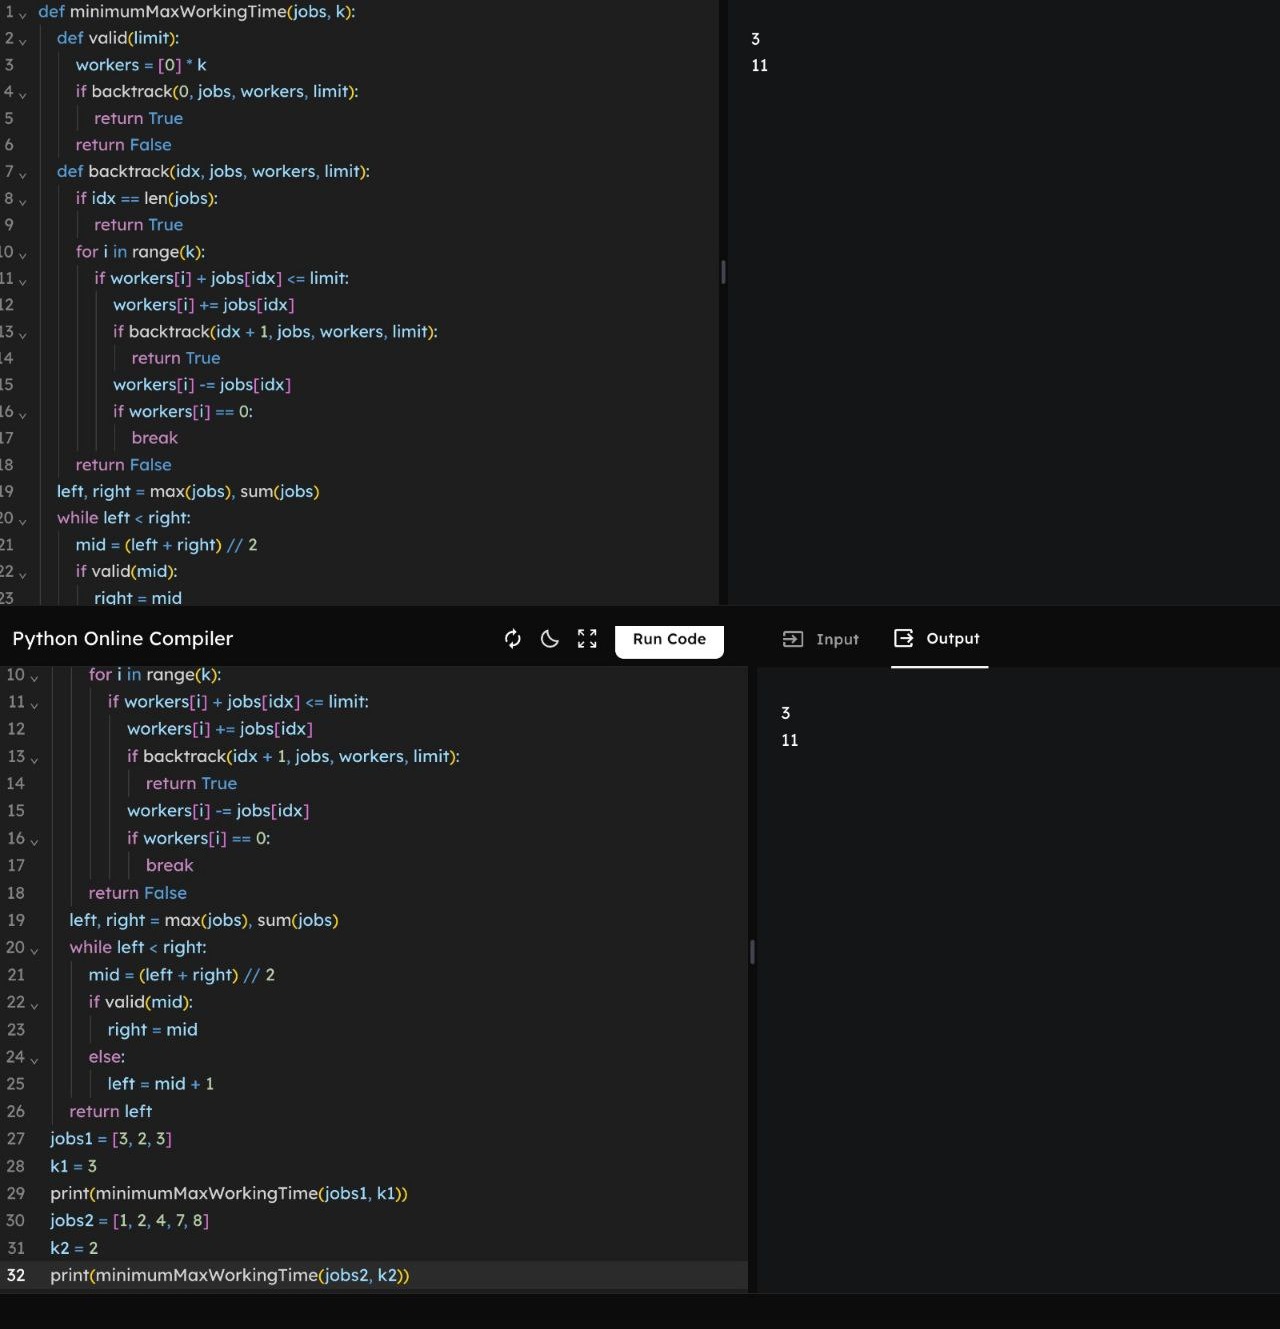 1 def minimumMaxWorkingTime(jobs, k):
2 def valid(limit):
3 workers = [0] * k
4 if backtrack(0, jobs, workers, limit):
5 return True
6 return False
7 def backtrack(idx, jobs, workers, limit):
8 if idx == len(jobs):
9 return True
10 for i in range(k):
11 if workers[i] + jobs[idx] <= limit:
12 workers[i] += jobs[idx]
13 if backtrack(idx + 1, jobs, workers, limit):
14 return True
15 workers[i] -= jobs[idx]
16 if workers[i] == 0:
17 break
18 return False
19 left, right = max(jobs), sum(jobs)
20 while left < right:
21 mid = (left + right) // 2
22 if valid(mid):
23 right = mid
3
11
Python Online Compiler
Run Code
Input
Output
10 for i in range(k):
11 if workers[i] + jobs[idx] <= limit:
12 workers[i] += jobs[idx]
13 if backtrack(idx + 1, jobs, workers, limit):
14 return True
15 workers[i] -= jobs[idx]
16 if workers[i] == 0:
17 break
18 return False
19 left, right = max(jobs), sum(jobs)
20 while left < right:
21 mid = (left + right) // 2
22 if valid(mid):
23 right = mid
24 else:
25 left = mid + 1
26 return left
27 jobs1 = [3, 2, 3]
28 k1 = 3
29 print(minimumMaxWorkingTime(jobs1, k1))
30 jobs2 = [1, 2, 4, 7, 8]
31 k2 = 2
32 print(minimumMaxWorkingTime(jobs2, k2))
3
11